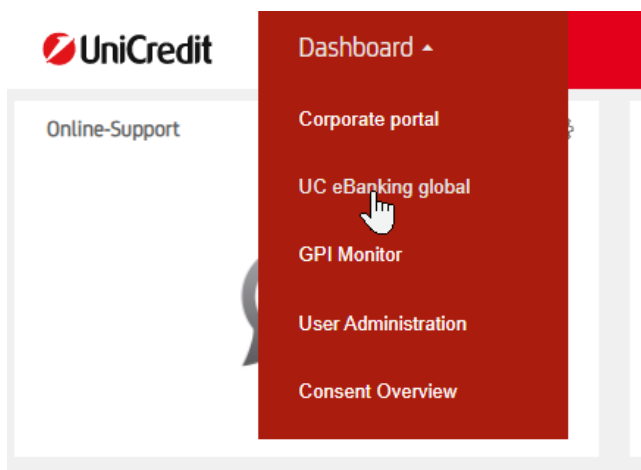 UniCredit
Dashboard
Online-Support
Corporate portal
UC eBanking global
GPI Monitor
User Administration
Consent Overview